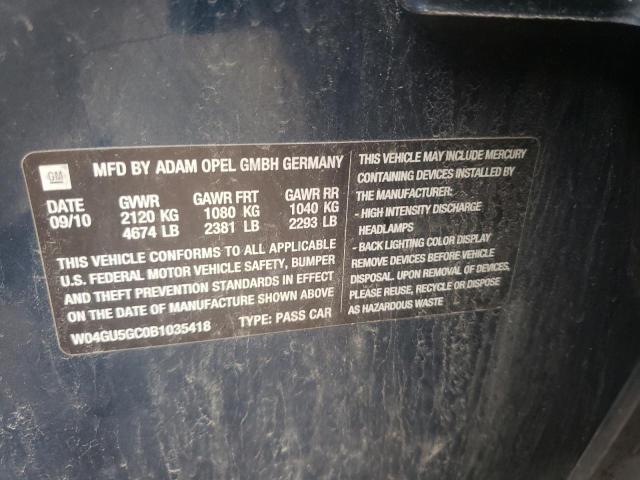 GM
MFD BY ADAM OPEL GMBH GERMANY
DATE GVWR GAWR FRT GAWR RR
09/10 2120 KG 1080 KG 1040 KG
4674 LB 2381 LB 2293 LB
THIS VEHICLE CONFORMS TO ALL APPLICABLE
U.S. FEDERAL MOTOR VEHICLE SAFETY, BUMPER
AND THEFT PREVENTION STANDARDS IN EFFECT
ON THE DATE OF MANUFACTURE SHOWN ABOVE
W04GU5GC0B1035418 TYPE: PASS CAR
THIS VEHICLE MAY INCLUDE MERCURY
CONTAINING DEVICES INSTALLED BY
THE MANUFACTURER:
- HIGH INTENSITY DISCHARGE
HEADLAMPS
- BACK LIGHTING COLOR DISPLAY
REMOVE DEVICES BEFORE VEHICLE
DISPOSAL. UPON REMOVAL OF DEVICES,
PLEASE REUSE, RECYCLE OR DISPOSE
AS HAZARDOUS WASTE